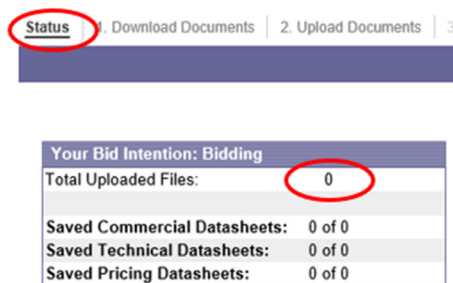 Status 1. Download Documents 2. Upload Documents 3
Your Bid Intention: Bidding
Total Uploaded Files: 0
Saved Commercial Datasheets: 0 of 0
Saved Technical Datasheets: 0 of 0
Saved Pricing Datasheets: 0 of 0